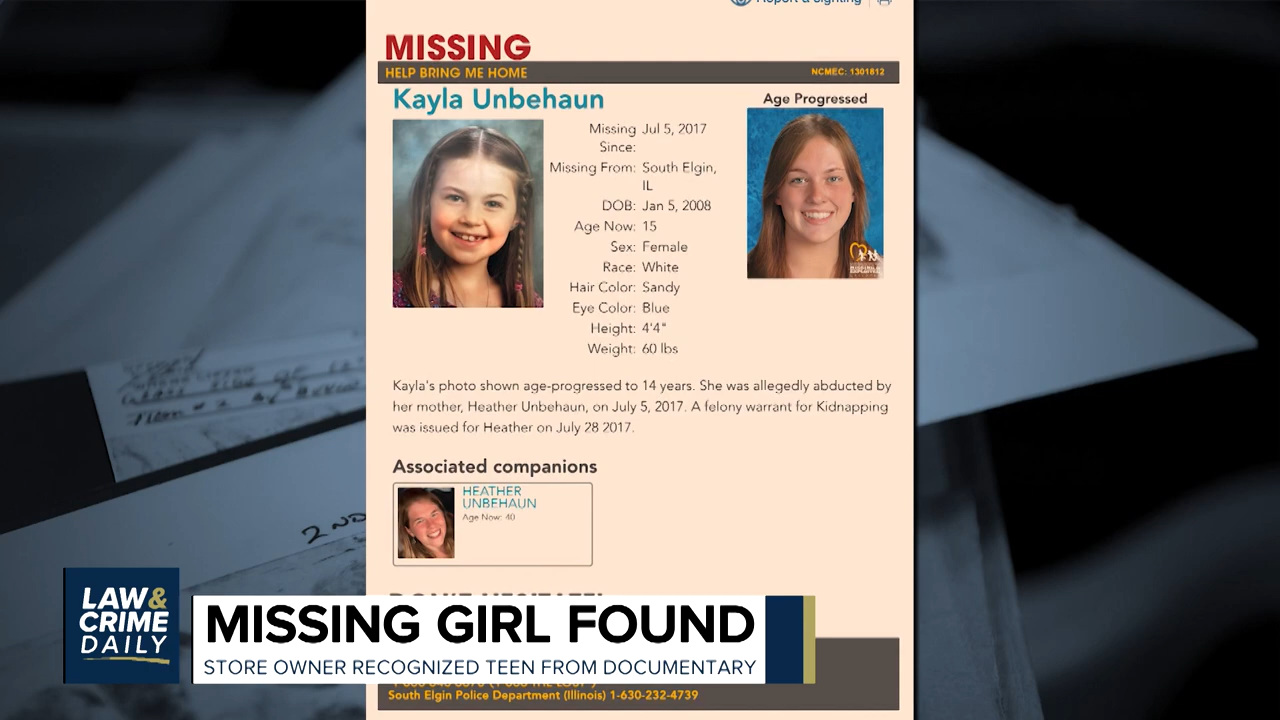 Report a sighting
MISSING
HELP BRING ME HOME
NCMEC: 1301812
Kayla Unbehaun
Age Progressed
Missing Since: Jul 5, 2017
Missing From: South Elgin, IL
DOB: Jan 5, 2008
Age Now: 15
Sex: Female
Race: White
Hair Color: Sandy
Eye Color: Blue
Height: 4'4"
Weight: 60 lbs
Kayla's photo shown age-progressed to 14 years. She was allegedly abducted by
her mother, Heather Unbehaun, on July 5, 2017. A felony warrant for Kidnapping
was issued for Heather on July 28 2017.
Associated companions
HEATHER
UNBEHAUN
Age Now: 40
2 ND
LAW&
CRIME
DAILY
MISSING GIRL FOUND
STORE OWNER RECOGNIZED TEEN FROM DOCUMENTARY
South Elgin Police Department (Illinois) 1-630-232-4739